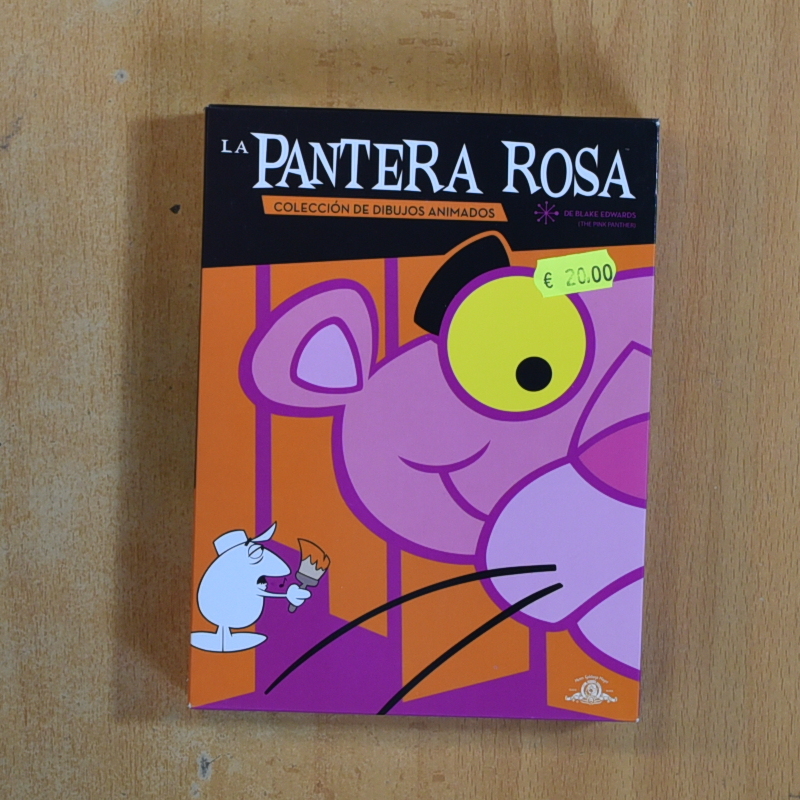 LA PANTERA ROSA
COLECCIÓN DE DIBUJOS ANIMADOS
DE BLAKE EDWARDS
(THE PINK PANTHER)
€ 20.00